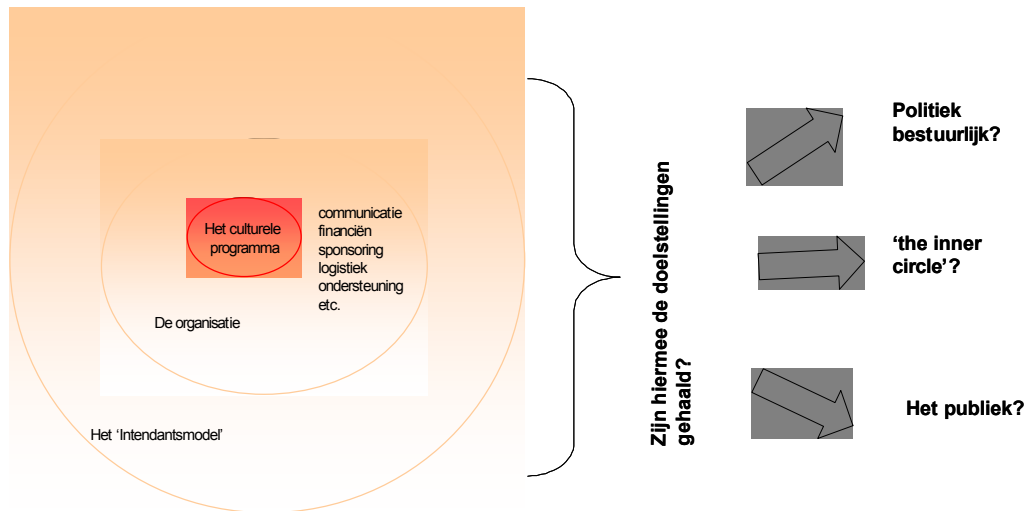 Het culturele
programma
communicatie
financiën
sponsoring
logistiek
ondersteuning
etc.
De organisatie
Het ‘Intendantsmodel’
Zijn hiermee de doelstellingen
gehaald?
Politiek
bestuurlijk?
‘the inner
circle’?
Het publiek?